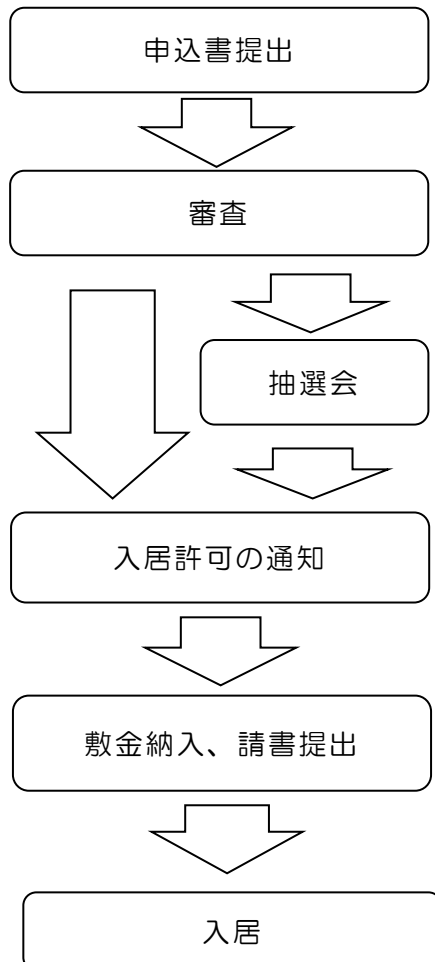 申込書提出
審査
抽選会
入居許可の通知
敷金納入、請書提出
入居